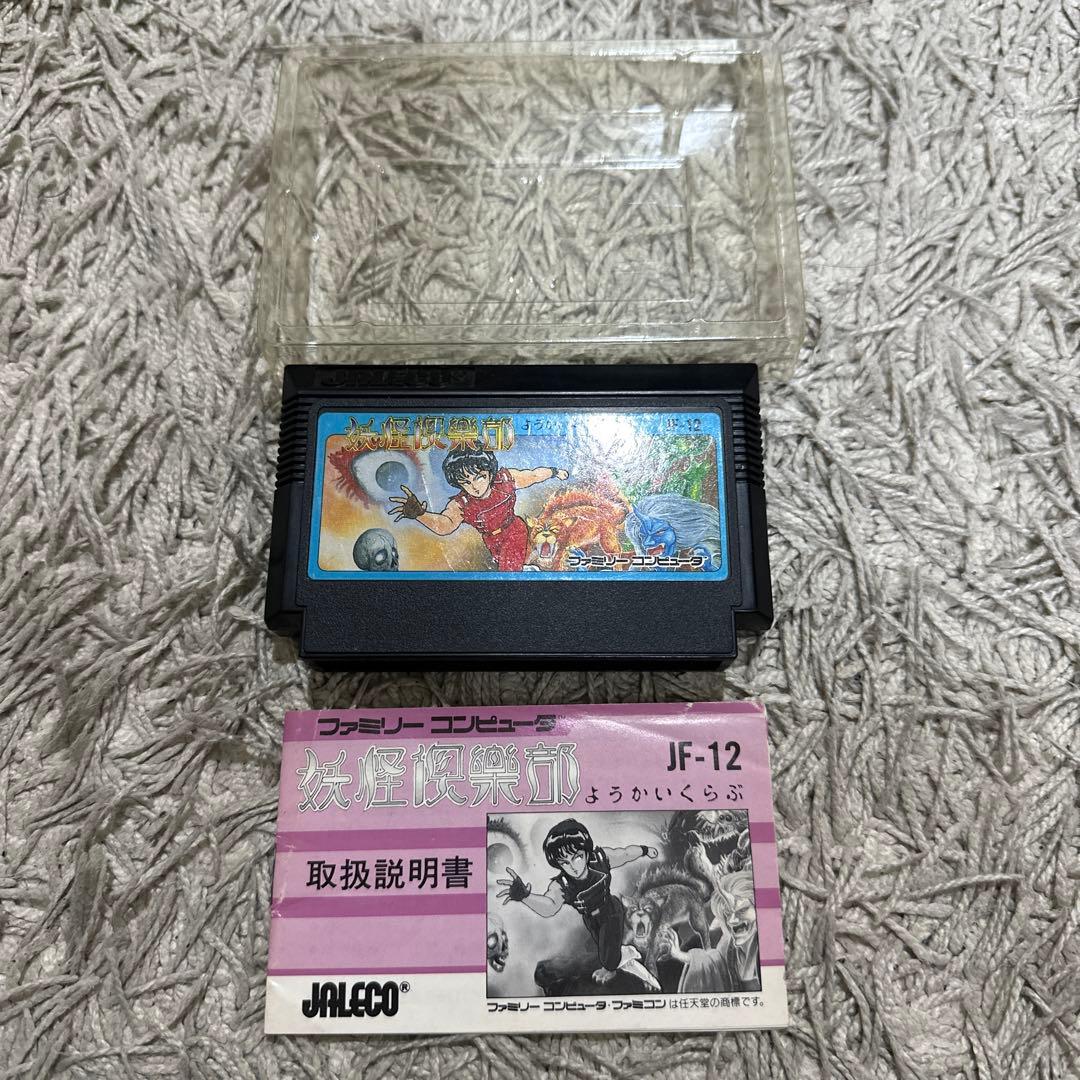 JALECO
妖怪倶樂部
ようかい
JF-12
ファミリー コンピュータ
ファミリー コンピュータ
妖怪倶樂部
JF-12
ようかいくらぶ
取扱説明書
JALECO®
ファミリー コンピュータ・ファミコンは任天堂の商標です。